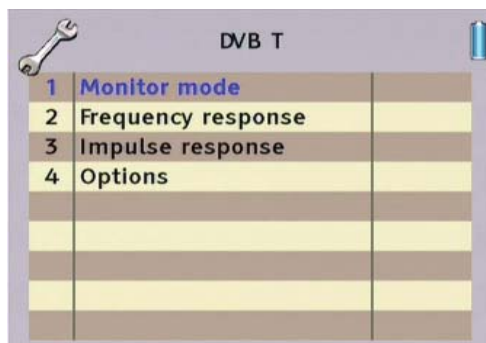 DVB T
1 Monitor mode
2 Frequency response
3 Impulse response
4 Options